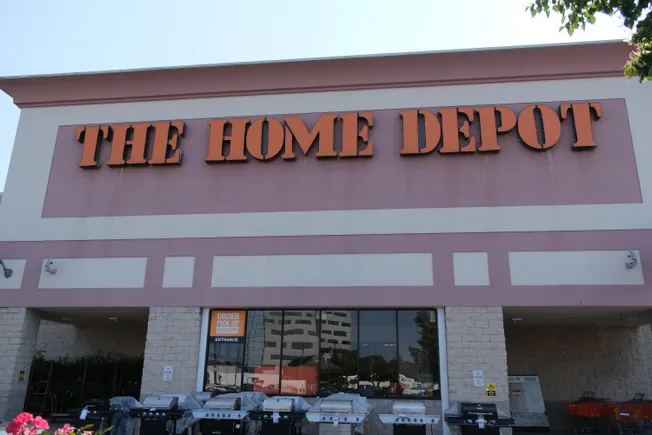 THE HOME DEPOT
ORDER
PICK UP
ENTRANCE